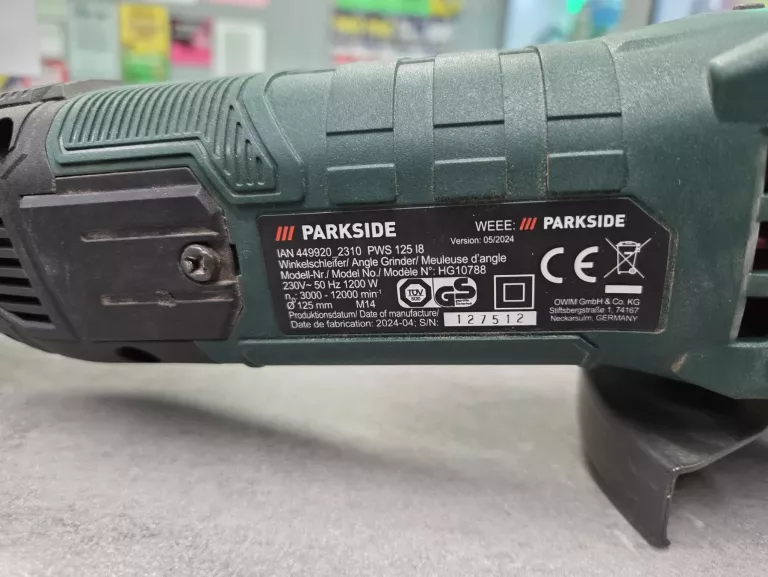 PARKSIDE
WEEE: PARKSIDE
Version: 05/2024
IAN 449920_2310 PWS 125 I8
Winkelschleifer/ Angle Grinder/ Meuleuse d'angle
Modell-Nr./ Model No./ Modèle N°: HG10788
230V~ 50 Hz 1200 W
n₀: 3000 - 12000 min⁻¹
Ø 125 mm M14
TÜV
SÜD
GS
CE
Produktionsdatum/ Date of manufacture/
Date de fabrication: 2024-04; S/N: 127512
OWIM GmbH & Co. KG
Stiftsbergstraße 1, 74167
Neckarsulm, GERMANY